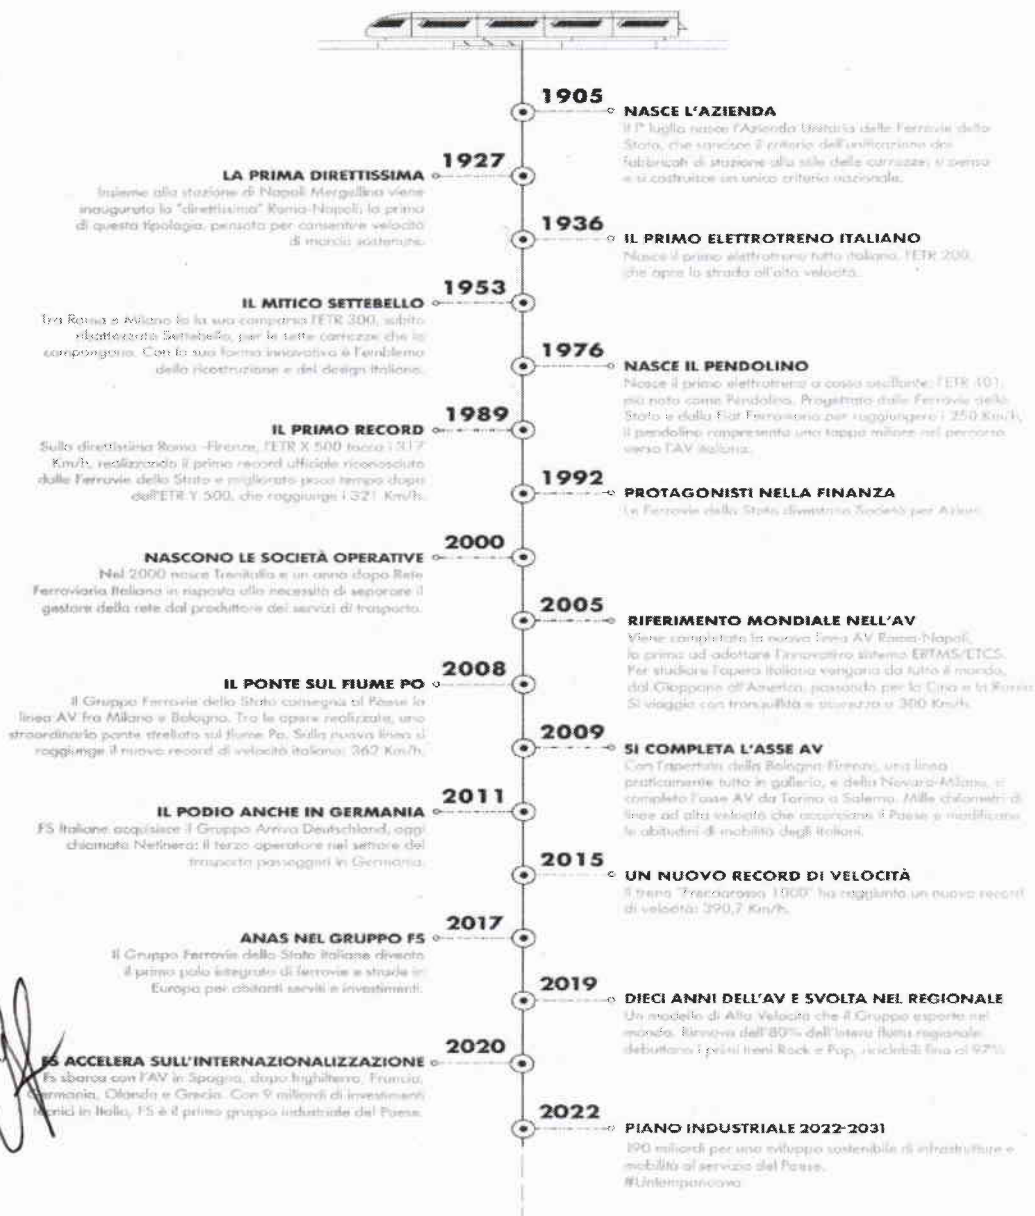 1905
NASCE L'AZIENDA
Il 1° luglio nasce l'Azienda Unitaria delle Ferrovie dello
Stato, che sancisce il criterio dell'unificazione dei
fabbricati di stazione allo stile delle carrozze: si pensa
e si costruisce un unico criterio nazionale.
1927
LA PRIMA DIRETTISSIMA
Insieme alla stazione di Napoli Mergellina viene
inaugurata la "direttissima" Roma-Napoli; la prima
di questa tipologia, pensata per consentire velocità
di marcia sostenute.
1936
IL PRIMO ELETTROTRENO ITALIANO
Nasce il primo elettrotreno tutto italiano, l'ETR 200,
che apre la strada all'alta velocità.
1953
IL MITICO SETTEBELLO
Tra Roma e Milano fa la sua comparsa l'ETR 300, subito
ribattezzato Settebello, per le sette carrozze che lo
compongono. Con la sua forma innovativa è l'emblema
della ricostruzione e del design italiano.
1976
NASCE IL PENDOLINO
Nasce il primo elettrotreno a cassa oscillante: l'ETR 401,
più noto come Pendolino. Progettato dalle Ferrovie dello
Stato e dalla Fiat Ferroviaria per raggiungere i 250 Km/h,
il pendolino rappresenta una tappa miliare nel percorso
verso l'AV italiana.
1989
IL PRIMO RECORD
Sulla direttissima Roma -Firenze, l'ETR X 500 tocca i 317
Km/h, realizzando il primo record ufficiale riconosciuto
dalle Ferrovie dello Stato e migliorato poco tempo dopo
dall'ETR Y 500, che raggiunge i 321 Km/h.
1992
PROTAGONISTI NELLA FINANZA
Le Ferrovie dello Stato diventano Società per Azioni.
2000
NASCONO LE SOCIETÀ OPERATIVE
Nel 2000 nasce Trenitalia e un anno dopo Rete
Ferroviaria Italiana in risposta alla necessità di separare il
gestore della rete dal produttore dei servizi di trasporto.
2005
RIFERIMENTO MONDIALE NELL'AV
Viene completata la nuova linea AV Roma-Napoli,
la prima ad adottare l'innovativo sistema ERTMS/ETCS.
Per studiare l'opera italiana vengono da tutto il mondo,
dal Giappone all'America, passando per la Cina e la Russia.
Si viaggia con tranquillità e sicurezza a 300 Km/h.
2008
IL PONTE SUL FIUME PO
Il Gruppo Ferrovie dello Stato consegna al Paese la
linea AV fra Milano e Bologna. Tra le opere realizzate, uno
straordinario ponte strallato sul fiume Po. Sulla nuova linea si
raggiunge il nuovo record di velocità italiano: 362 Km/h.
2009
SI COMPLETA L'ASSE AV
Con l'apertura della Bologna-Firenze, una linea
praticamente tutta in galleria, e della Novara-Milano, si
completa l'asse AV da Torino a Salerno. Mille chilometri di
linee ad alta velocità che accorciano il Paese e modificano
le abitudini di mobilità degli italiani.
2011
IL PODIO ANCHE IN GERMANIA
FS Italiane acquisisce il Gruppo Arriva Deutschland, oggi
chiamato Netinera: il terzo operatore nel settore del
trasporto passeggeri in Germania.
2015
UN NUOVO RECORD DI VELOCITÀ
Il treno "Frecciarossa 1000" ha raggiunto un nuovo record
di velocità: 390,7 Km/h.
2017
ANAS NEL GRUPPO FS
Il Gruppo Ferrovie dello Stato Italiane diventa
il primo polo integrato di ferrovie e strade in
Europa per abitanti serviti e investimenti.
2019
DIECI ANNI DELL'AV E SVOLTA NEL REGIONALE
Un modello di Alta Velocità che il Gruppo esporta nel
mondo. Rinnovo dell'80% dell'intera flotta regionale:
debuttano i primi treni Rock e Pop, riciclabili fino al 97%
2020
FS ACCELERA SULL'INTERNAZIONALIZZAZIONE
Fs sbarca con l'AV in Spagna, dopo Inghilterra, Francia,
Germania, Olanda e Grecia. Con 9 miliardi di investimenti
tecnici in Italia, FS è il primo gruppo industriale del Paese.
2022
PIANO INDUSTRIALE 2022-2031
190 miliardi per uno sviluppo sostenibile di infrastrutture e
mobilità al servizio del Paese.
#Untemponuovo